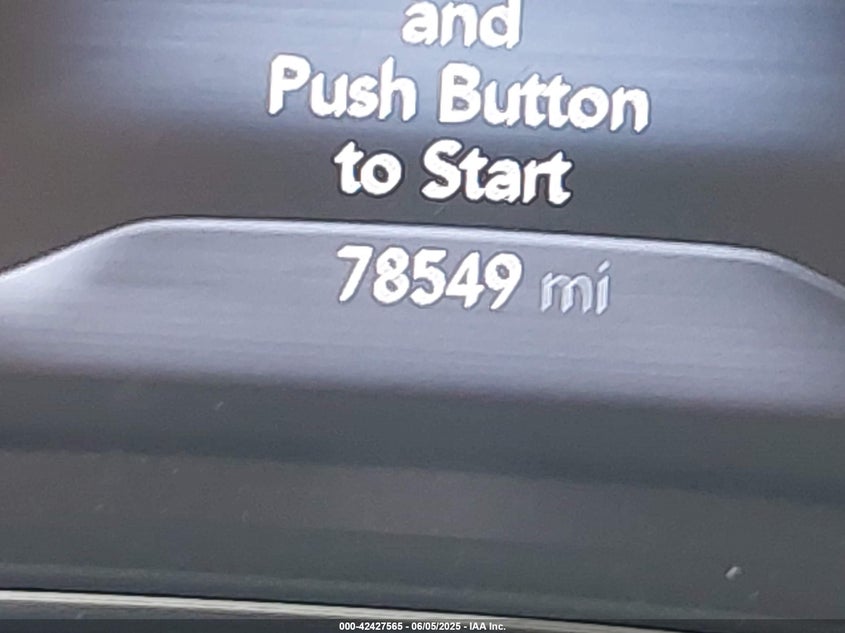 and
Push Button
to Start
78549 mi
000-42427565 - 06/05/2025 - IAA Inc.